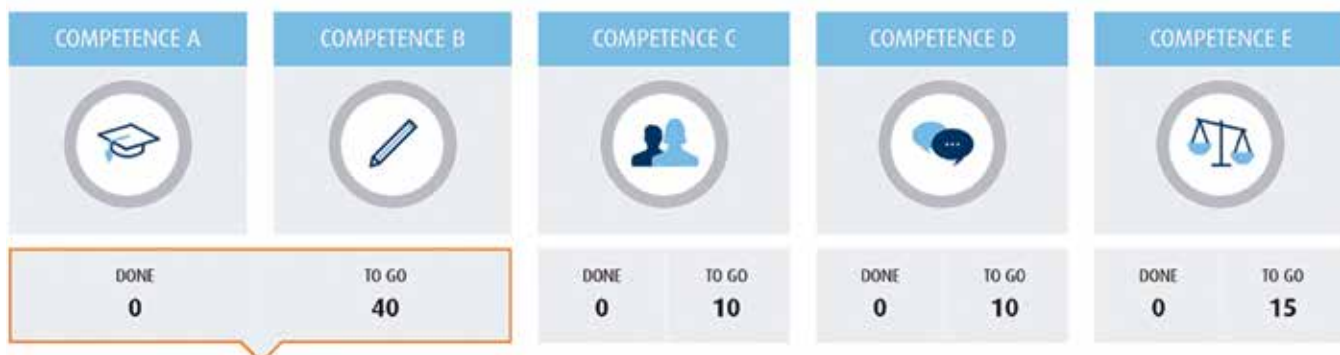 COMPETENCE A COMPETENCE B COMPETENCE C COMPETENCE D COMPETENCE E
DONE TO GO DONE TO GO DONE TO GO DONE TO GO
0 40 0 10 0 10 0 15